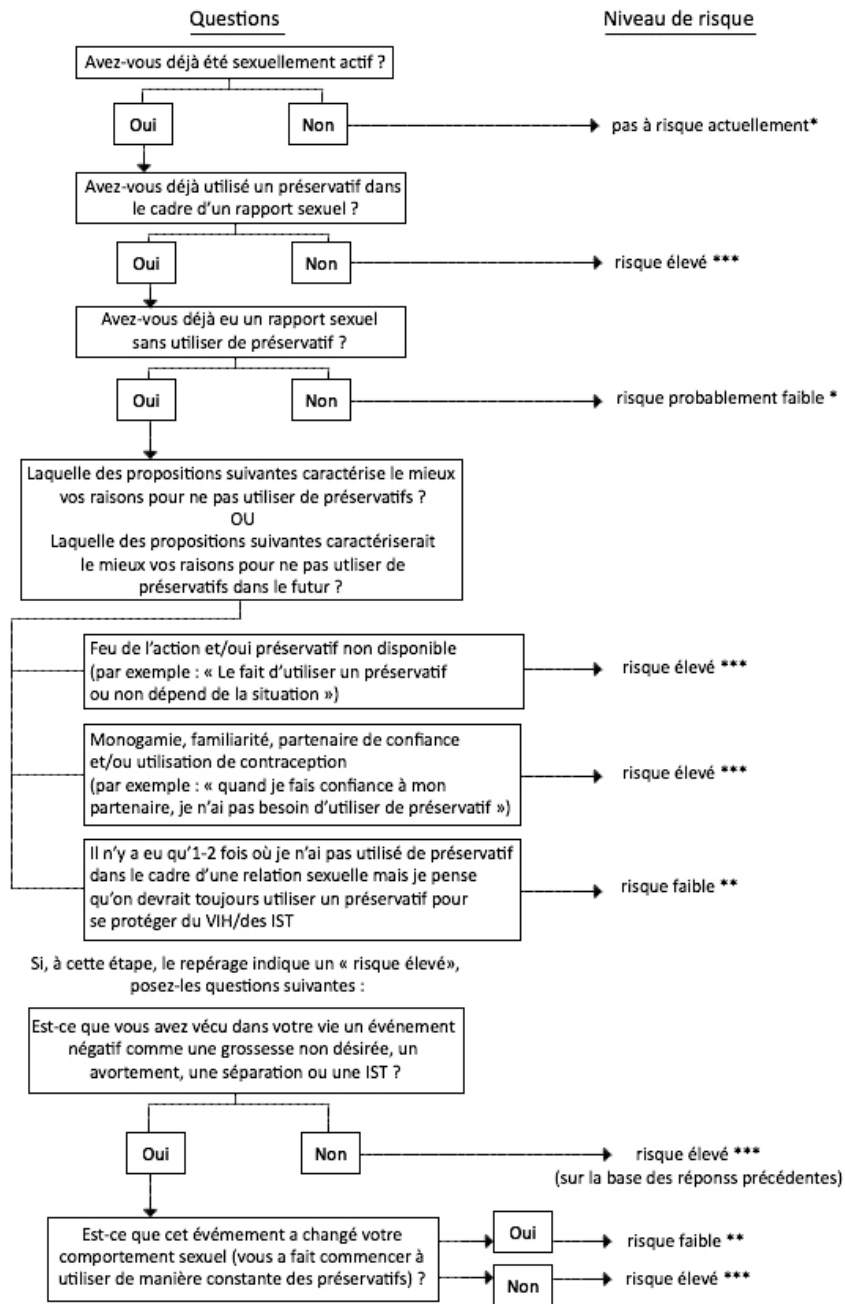 Questions
Niveau de risque
Avez-vous déjà été sexuellement actif ?
Oui
Non
pas à risque actuellement*
Avez-vous déjà utilisé un préservatif dans
le cadre d'un rapport sexuel ?
Oui
Non
risque élevé ***
Avez-vous déjà eu un rapport sexuel
sans utiliser de préservatif ?
Oui
Non
risque probablement faible *
Laquelle des propositions suivantes caractérise le mieux
vos raisons pour ne pas utiliser de préservatifs ?
OU
Laquelle des propositions suivantes caractériserait
le mieux vos raisons pour ne pas utliser de
préservatifs dans le futur ?
Feu de l'action et/oui préservatif non disponible
(par exemple : « Le fait d'utiliser un préservatif
ou non dépend de la situation »)
risque élevé ***
Monogamie, familiarité, partenaire de confiance
et/ou utilisation de contraception
(par exemple : « quand je fais confiance à mon
partenaire, je n'ai pas besoin d'utiliser de préservatif »)
risque élevé ***
Il n'y a eu qu'1-2 fois où je n'ai pas utilisé de préservatif
dans le cadre d'une relation sexuelle mais je pense
qu'on devrait toujours utiliser un préservatif pour
se protéger du VIH/des IST
risque faible **
Si, à cette étape, le repérage indique un « risque élevé»,
posez-les questions suivantes :
Est-ce que vous avez vécu dans votre vie un événement
négatif comme une grossesse non désirée, un
avortement, une séparation ou une IST ?
Oui
Non
risque élevé ***
(sur la base des réponss précédentes)
Est-ce que cet évémement a changé votre
comportement sexuel (vous a fait commencer à
utiliser de manière constante des préservatifs) ?
Oui
risque faible **
Non
risque élevé ***